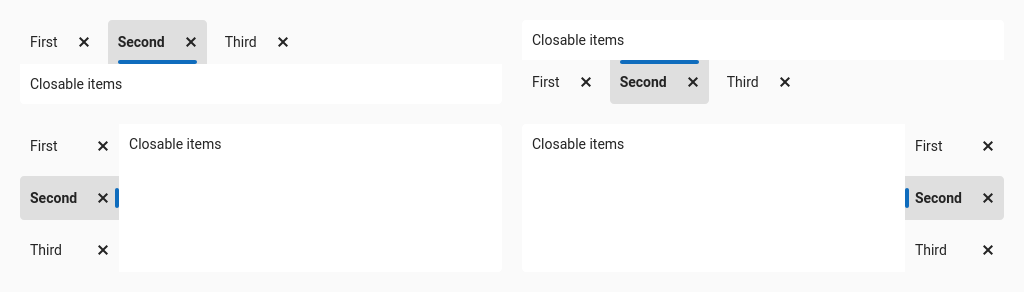 First ✕ Second ✕ Third ✕
Closable items
Closable items
First ✕ Second ✕ Third ✕
First ✕
Second ✕
Third ✕
Closable items
Closable items
First ✕
Second ✕
Third ✕